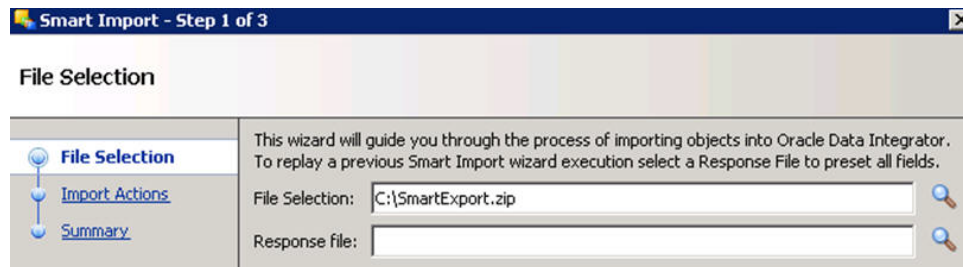 Smart Import - Step 1 of 3
File Selection
File Selection
This wizard will guide you through the process of importing objects into Oracle Data Integrator.
To replay a previous Smart Import wizard execution select a Response File to preset all fields.
Import Actions
File Selection: C:\SmartExport.zip
Summary
Response file: